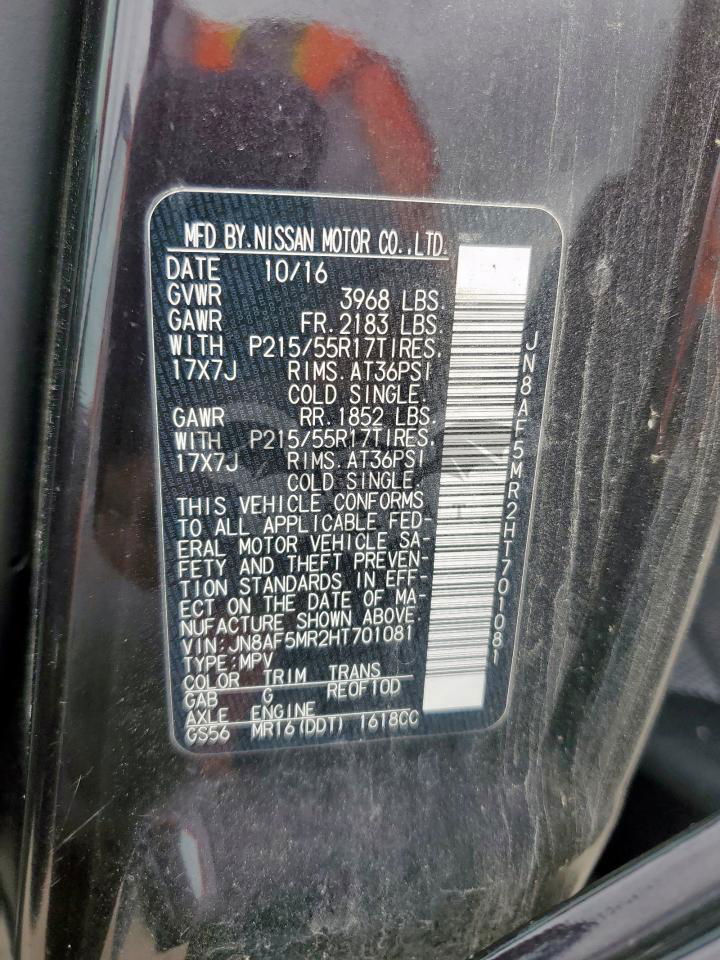 MFD BY.NISSAN MOTOR CO.,LTD.
DATE 10/16
GVWR 3968 LBS.
GAWR FR.2183 LBS.
WITH P215/55R17TIRES.
17X7J RIMS.AT36PSI
COLD SINGLE.
GAWR RR.1852 LBS.
WITH P215/55R17TIRES.
17X7J RIMS.AT36PSI
COLD SINGLE.
THIS VEHICLE CONFORMS
TO ALL APPLICABLE FED-
ERAL MOTOR VEHICLE SA-
FETY AND THEFT PREVEN-
TION STANDARDS IN EFF-
ECT ON THE DATE OF MA-
NUFACTURE SHOWN ABOVE.
VIN:JN8AF5MR2HT701081
TYPE:MPV
COLOR TRIM TRANS
GAB G RE0F10D
AXLE ENGINE
GS56 MR16(DDT) 1618CC
JN8AF5MR2HT701081